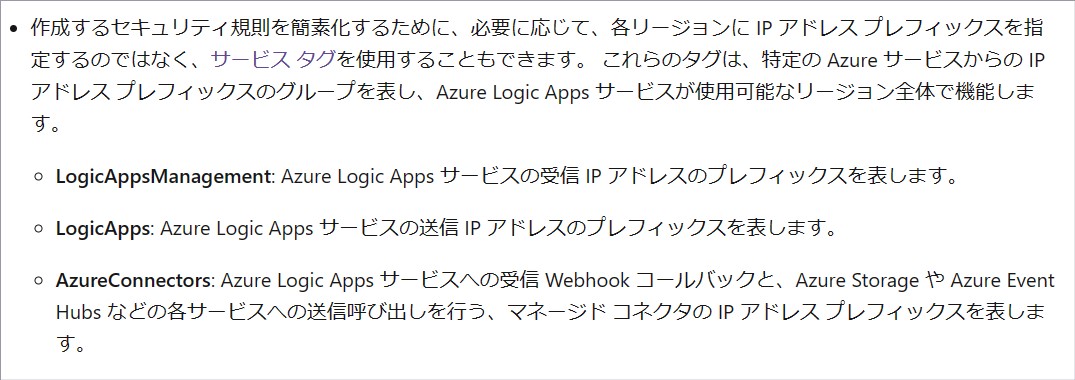 • 作成するセキュリティ規則を簡素化するために、必要に応じて、各リージョンに IP アドレス プレフィックスを指
定するのではなく、サービス タグを使用することもできます。 これらのタグは、特定の Azure サービスからの IP
アドレス プレフィックスのグループを表し、Azure Logic Apps サービスが使用可能なリージョン全体で機能しま
す。
○ LogicAppsManagement: Azure Logic Apps サービスの受信 IP アドレスのプレフィックスを表します。
○ LogicApps: Azure Logic Apps サービスの送信 IP アドレスのプレフィックスを表します。
○ AzureConnectors: Azure Logic Apps サービスへの受信 Webhook コールバックと、Azure Storage や Azure Event
Hubs などの各サービスへの送信呼び出しを行う、マネージド コネクタの IP アドレス プレフィックスを表しま
す。